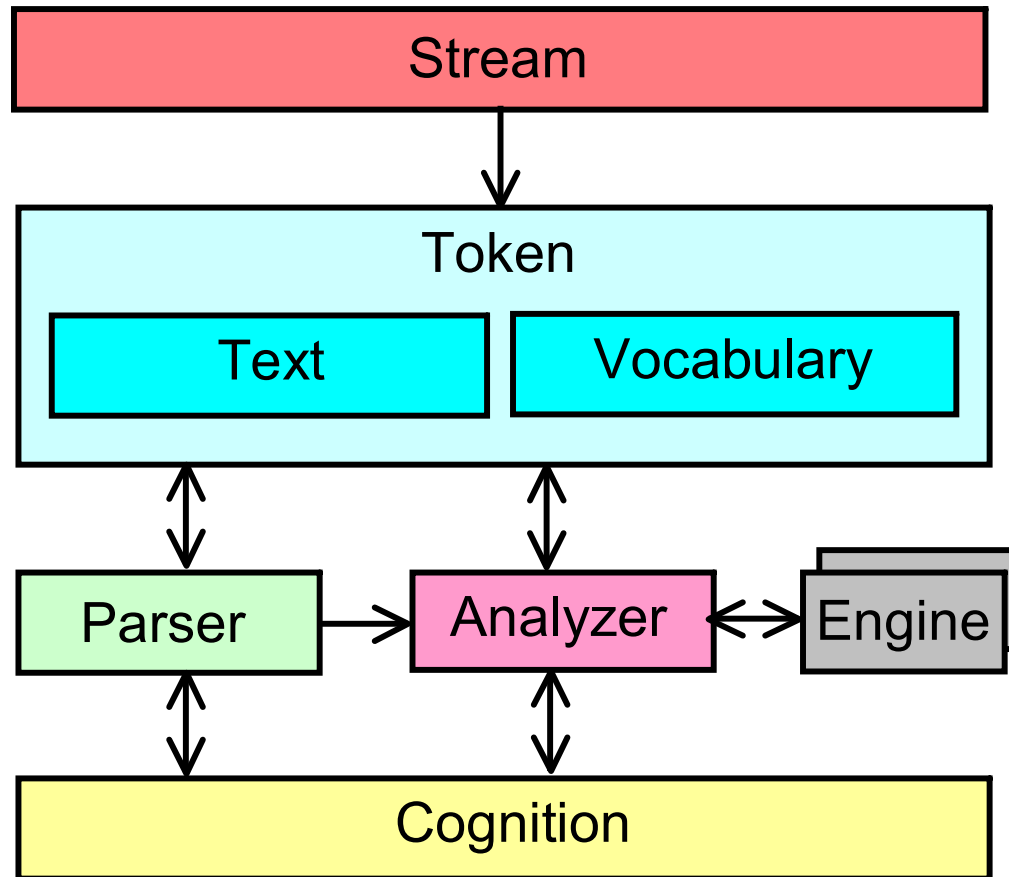 Stream
Token
Text
Vocabulary
Parser
Analyzer
Engine
Cognition